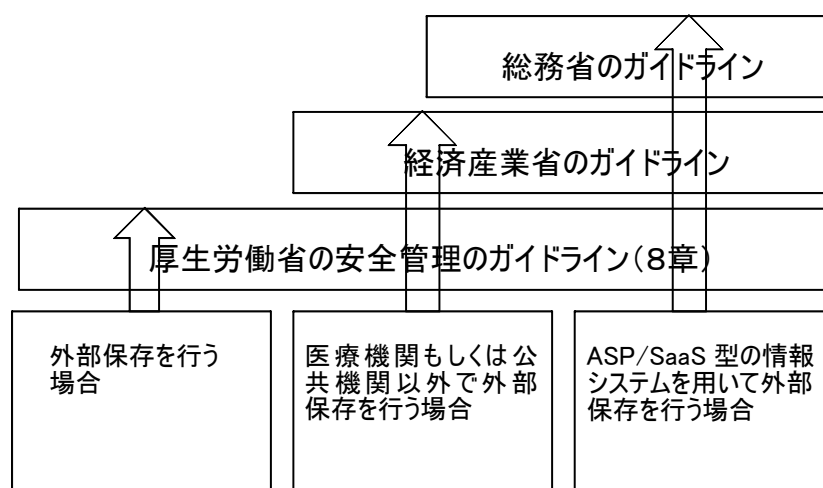 総務省のガイドライン
経済産業省のガイドライン
厚生労働省の安全管理のガイドライン(8章)
外部保存を行う
場合
医療機関もしくは公
共機関以外で外部
保存を行う場合
ASP/SaaS 型の情報
システムを用いて外部
保存を行う場合